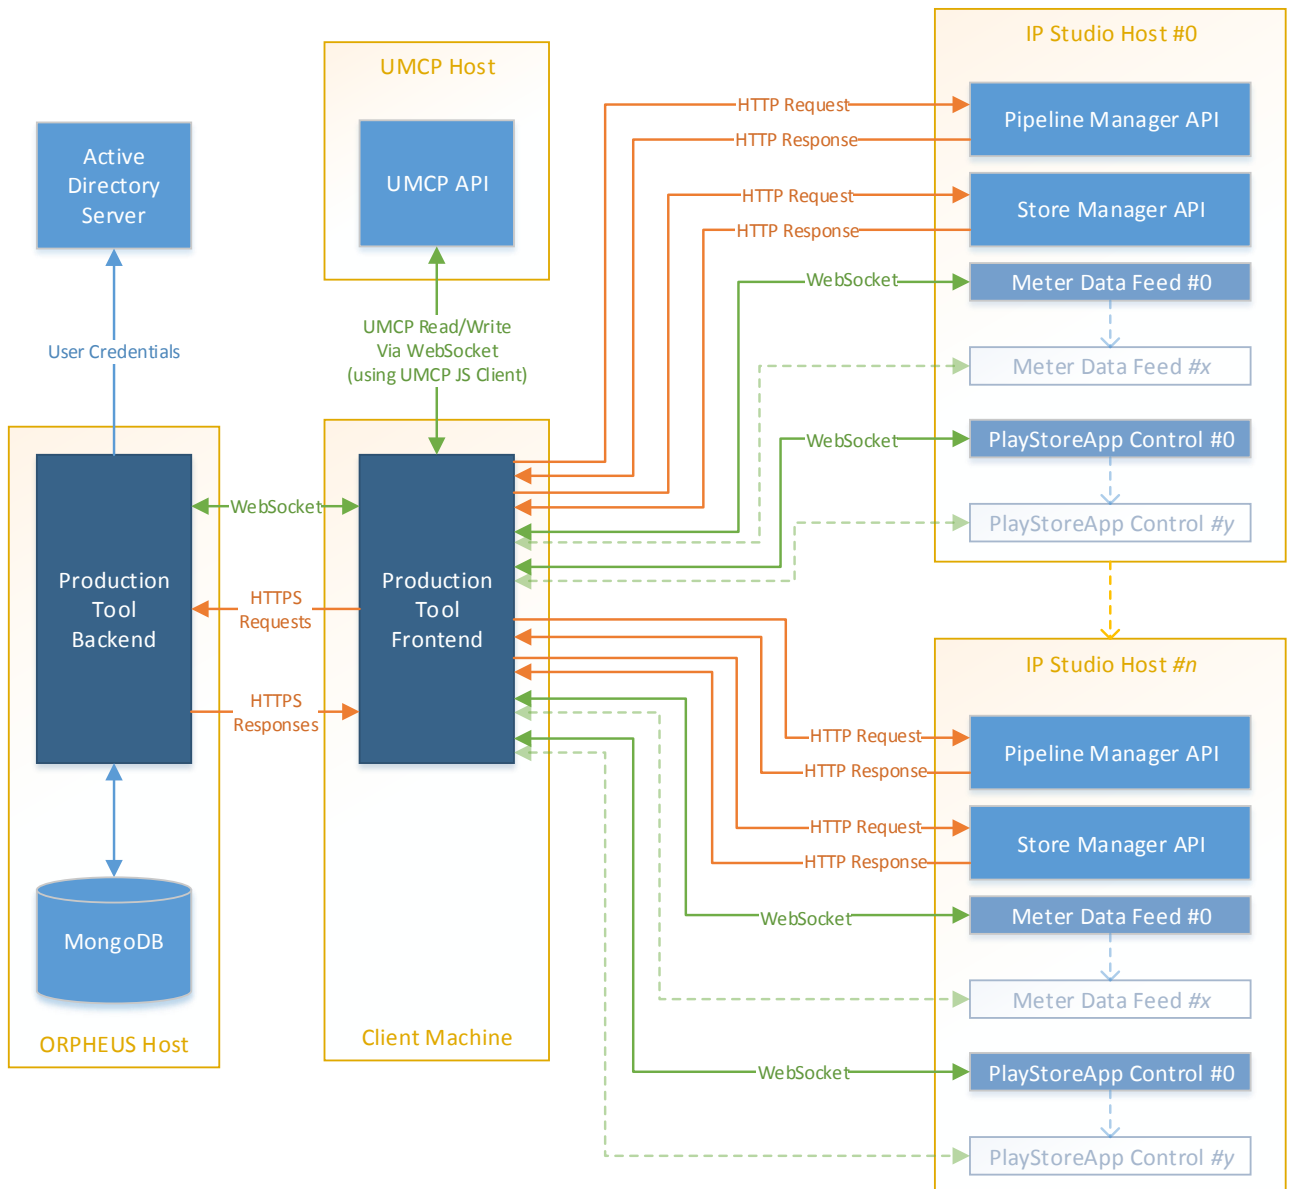 IP Studio Host #0
UMCP Host
HTTP Request
Pipeline Manager API
HTTP Response
Active
Directory
Server
UMCP API
HTTP Request
Store Manager API
HTTP Response
WebSocket
Meter Data Feed #0
UMCP Read/Write
Via WebSocket
(using UMCP JS Client)
User Credentials
Meter Data Feed #x
WebSocket
PlayStoreApp Control #0
PlayStoreApp Control #y
WebSocket
Production
Tool
Backend
HTTPS
Requests
Production
Tool
Frontend
HTTPS
Responses
IP Studio Host #n
HTTP Request
Pipeline Manager API
HTTP Response
HTTP Request
Store Manager API
HTTP Response
WebSocket
Meter Data Feed #0
MongoDB
Meter Data Feed #x
ORPHEUS Host
Client Machine
WebSocket
PlayStoreApp Control #0
PlayStoreApp Control #y